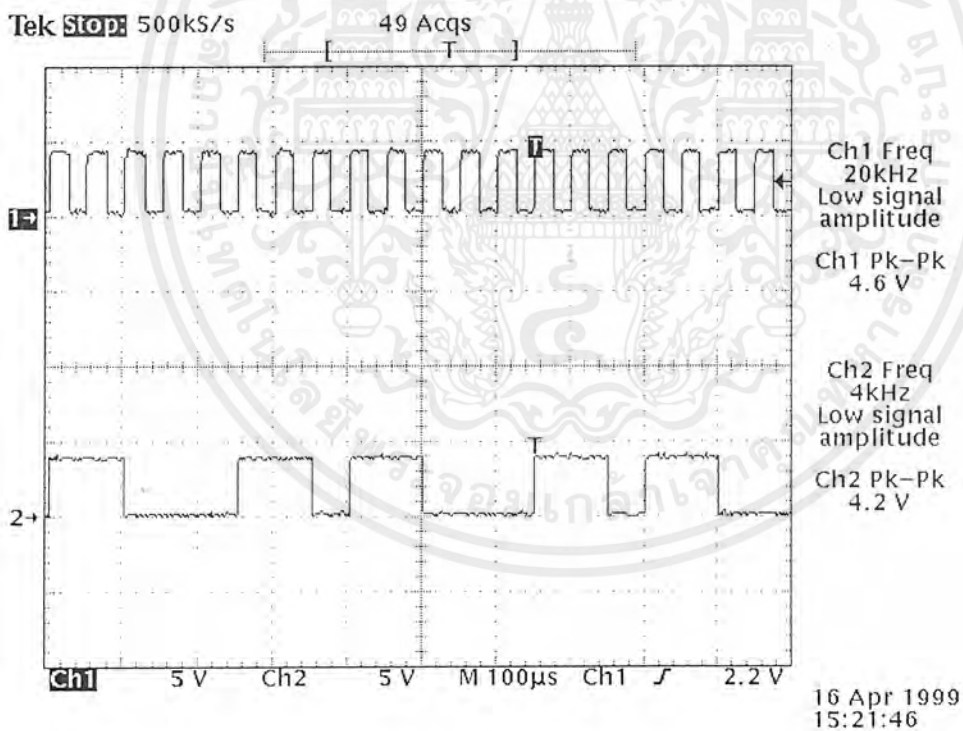 Tek Stop: 500kS/s 49 Acqs
[ T ]
T
1→
Ch1 Freq
20kHz
Low signal
amplitude
Ch1 Pk-Pk
4.6 V
Ch2 Freq
4kHz
Low signal
amplitude
Ch2 Pk-Pk
4.2 V
T
2→
Ch1 5 V Ch2 5 V M 100µs Ch1 2.2 V
16 Apr 1999
15:21:46